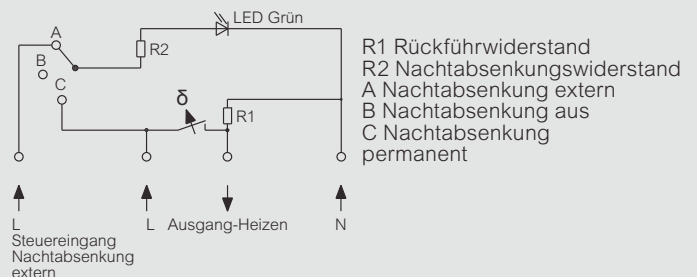 LED Grün
A
R2
B
C
δ
R1
L
Steuereingang
Nachtabsenkung
extern
L
Ausgang-Heizen
N
R1 Rückführwiderstand
R2 Nachtabsenkungswiderstand
A Nachtabsenkung extern
B Nachtabsenkung aus
C Nachtabsenkung
permanent